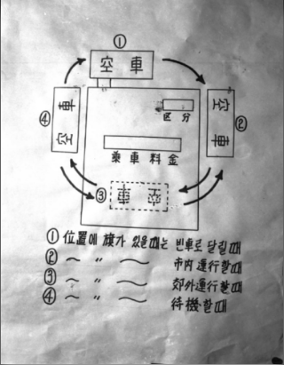 ①
空車
④ 空車
區分
空車 ②
乘車料金
③ 空車
① 位置에 旗가 있을때는 빈車로 달릴때
② 〃 市內運行할때
③ 〃 郊外運行할때
④ 〃 待機할때